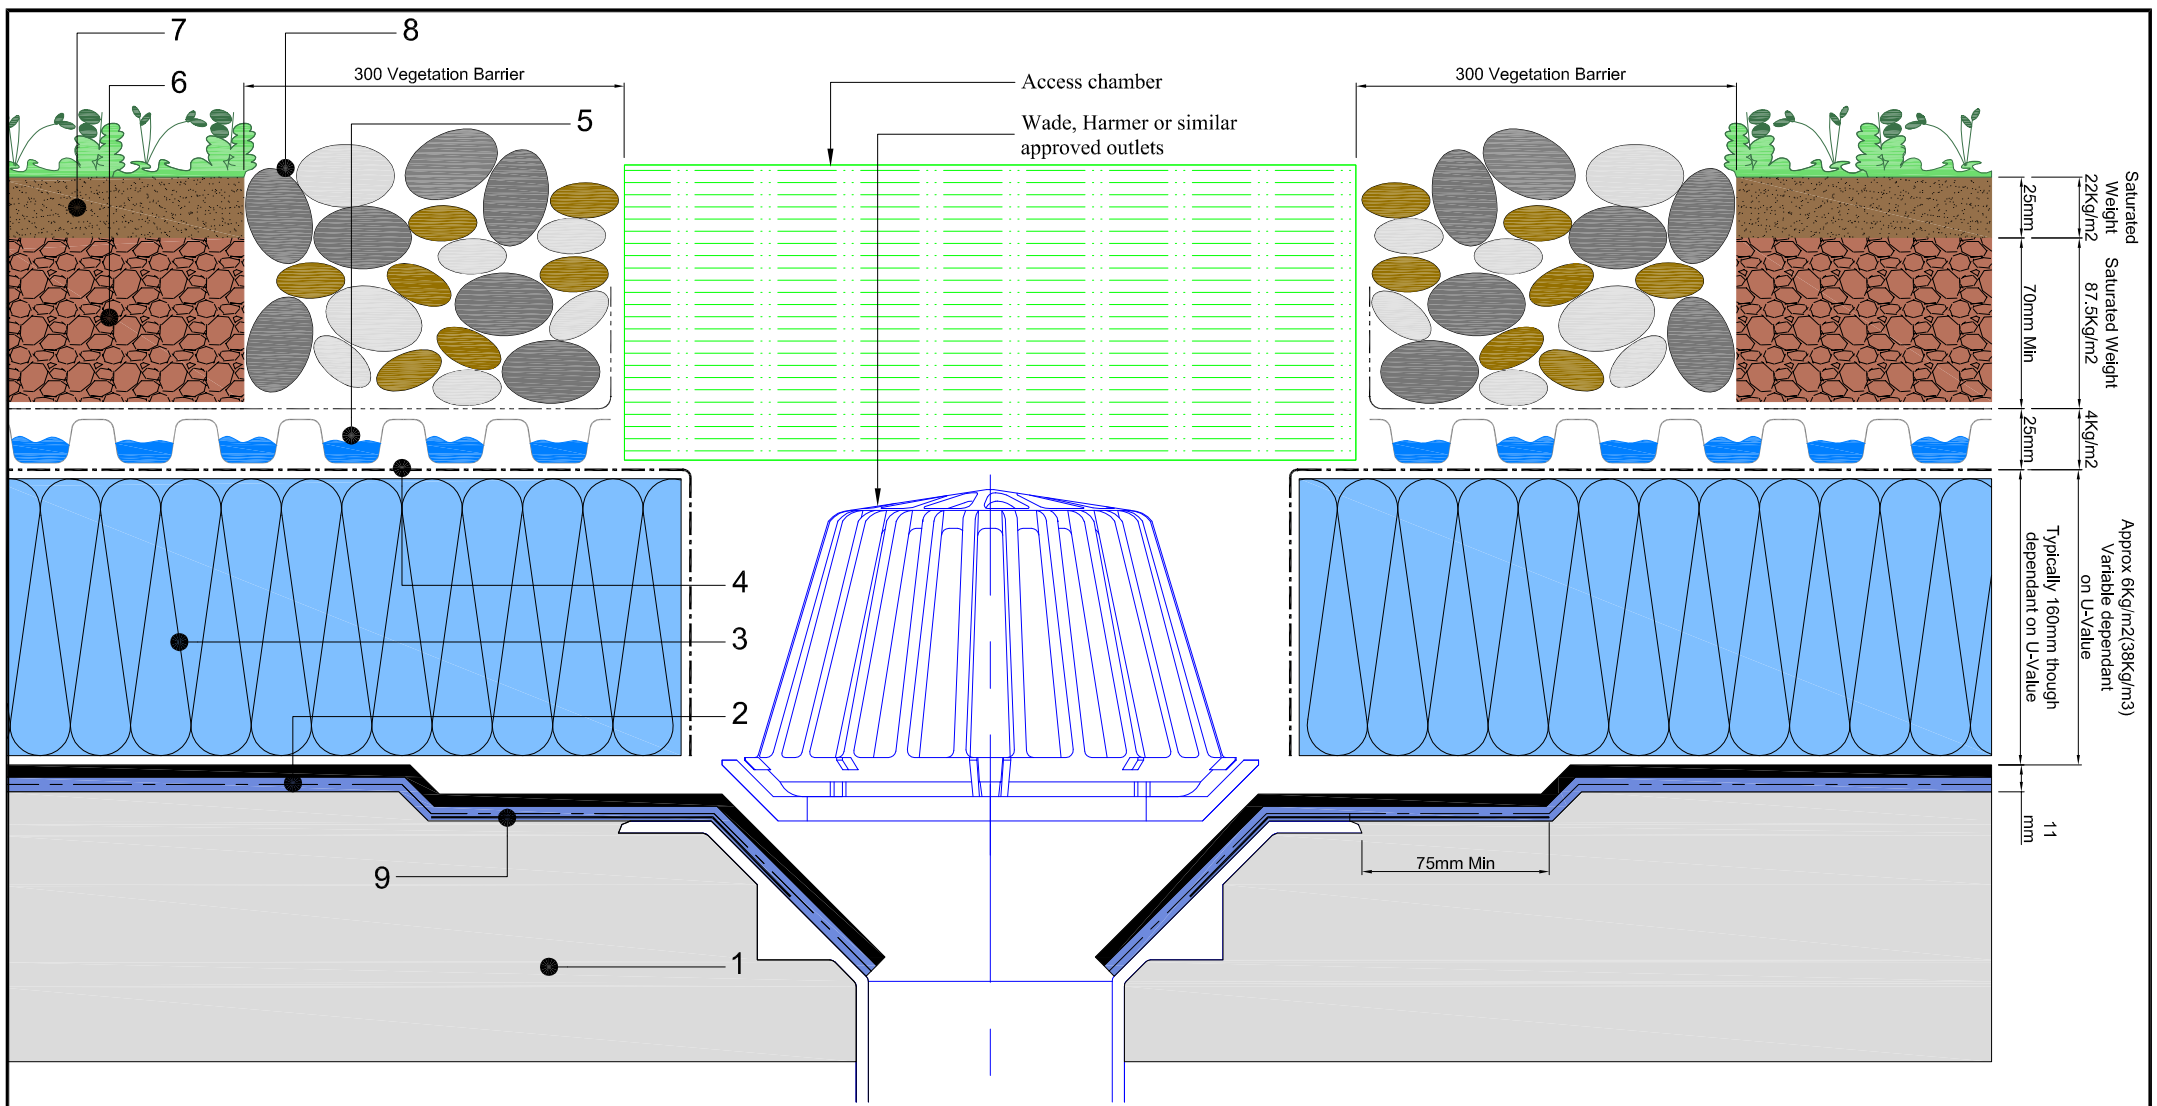 7
8
300 Vegetation Barrier
Access chamber
300 Vegetation Barrier
6
5
Wade, Harmer or similar
approved outlets
Saturated
Weight
22Kg/m2
25mm
Saturated Weight
87.5Kg/m2
70mm Min
4Kg/m2
25mm
Approx 6Kg/m2(38Kg/m3)
Variable dependant
on U-Value
Typically 160mm through
dependant on U-Value
4
3
2
11
mm
75mm Min
9
1